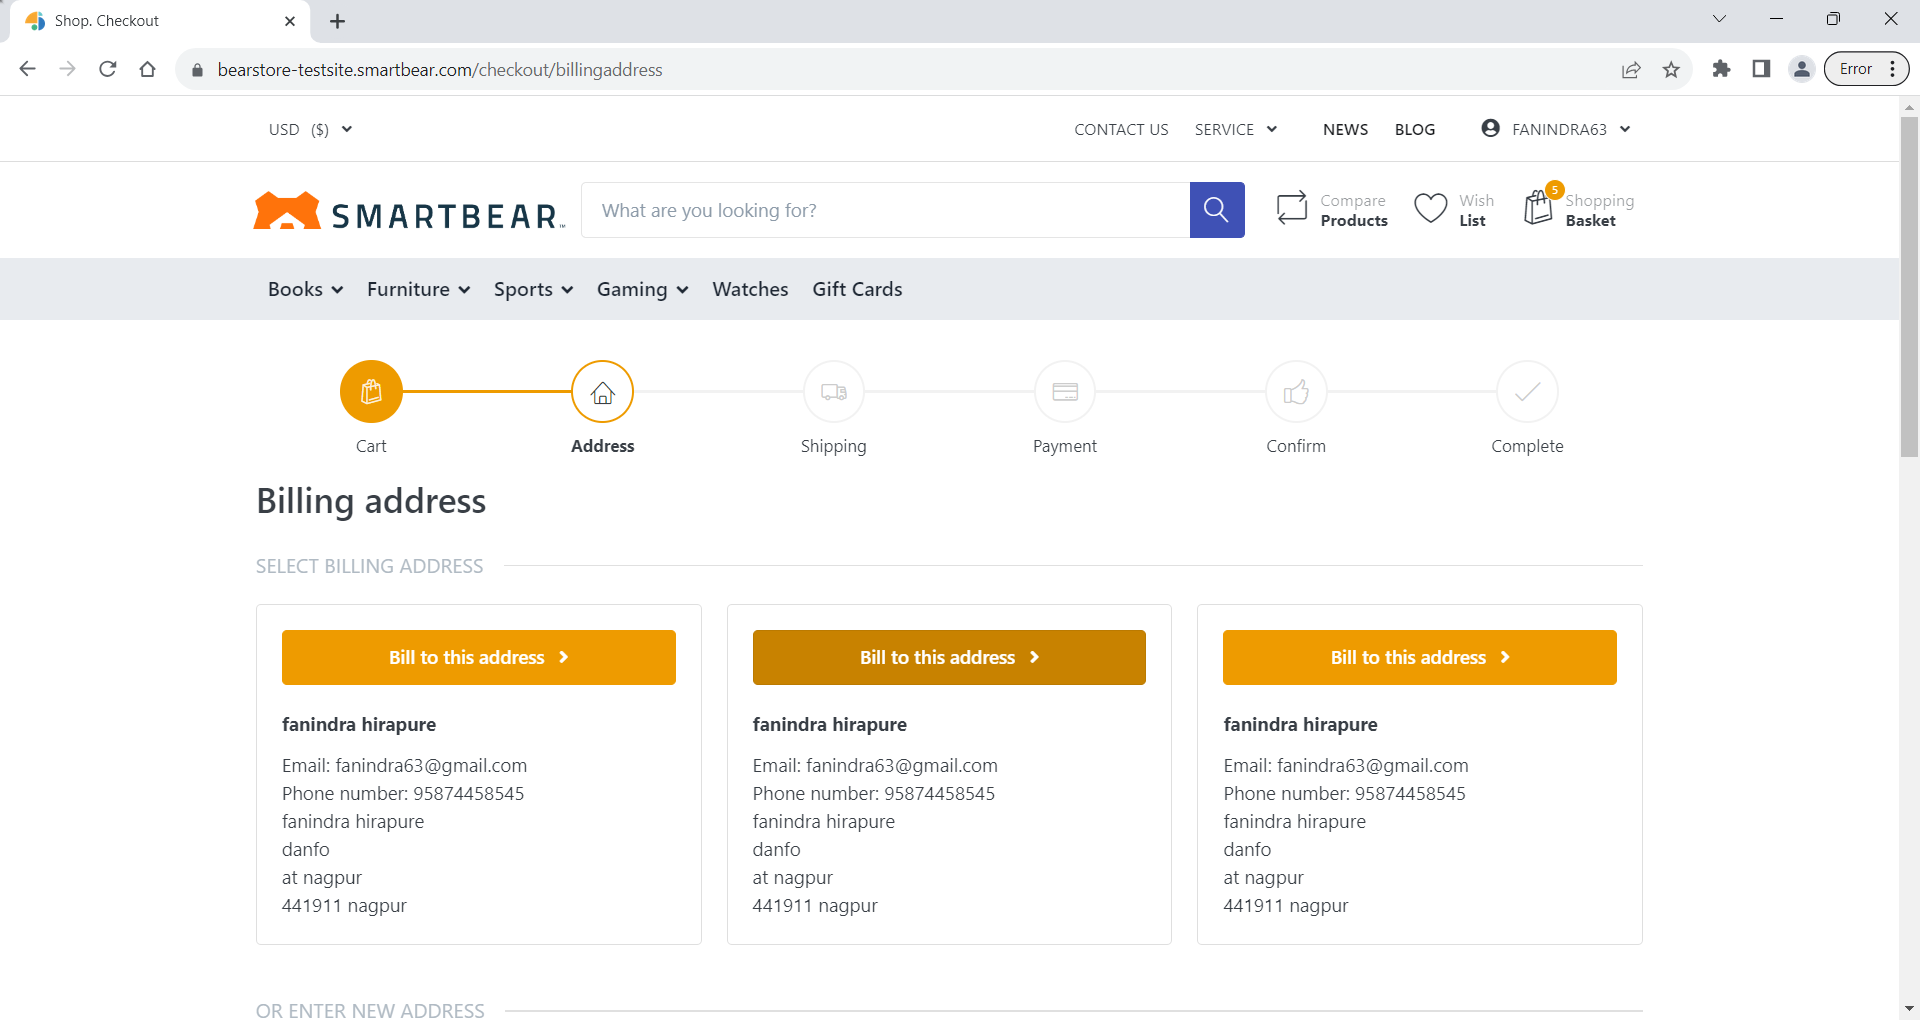 Shop. Checkout
bearstore-testsite.smartbear.com/checkout/billingaddress
Error
USD ($)
CONTACT US SERVICE NEWS BLOG FANINDRA63
SMARTBEAR™
What are you looking for?
Compare Products
Wish List
5
Shopping Basket
Books Furniture Sports Gaming Watches Gift Cards
Cart Address Shipping Payment Confirm Complete
Billing address
SELECT BILLING ADDRESS
Bill to this address
fanindra hirapure
Email: fanindra63@gmail.com
Phone number: 95874458545
fanindra hirapure
danfo
at nagpur
441911 nagpur
Bill to this address
fanindra hirapure
Email: fanindra63@gmail.com
Phone number: 95874458545
fanindra hirapure
danfo
at nagpur
441911 nagpur
Bill to this address
fanindra hirapure
Email: fanindra63@gmail.com
Phone number: 95874458545
fanindra hirapure
danfo
at nagpur
441911 nagpur
OR ENTER NEW ADDRESS